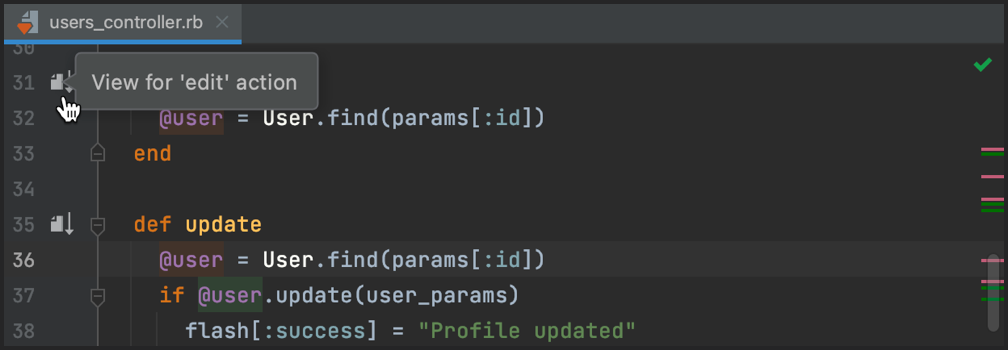 users_controller.rb
30
31 View for 'edit' action
32 @user = User.find(params[:id])
33 end
34
35 def update
36 @user = User.find(params[:id])
37 if @user.update(user_params)
38 flash[:success] = "Profile updated"